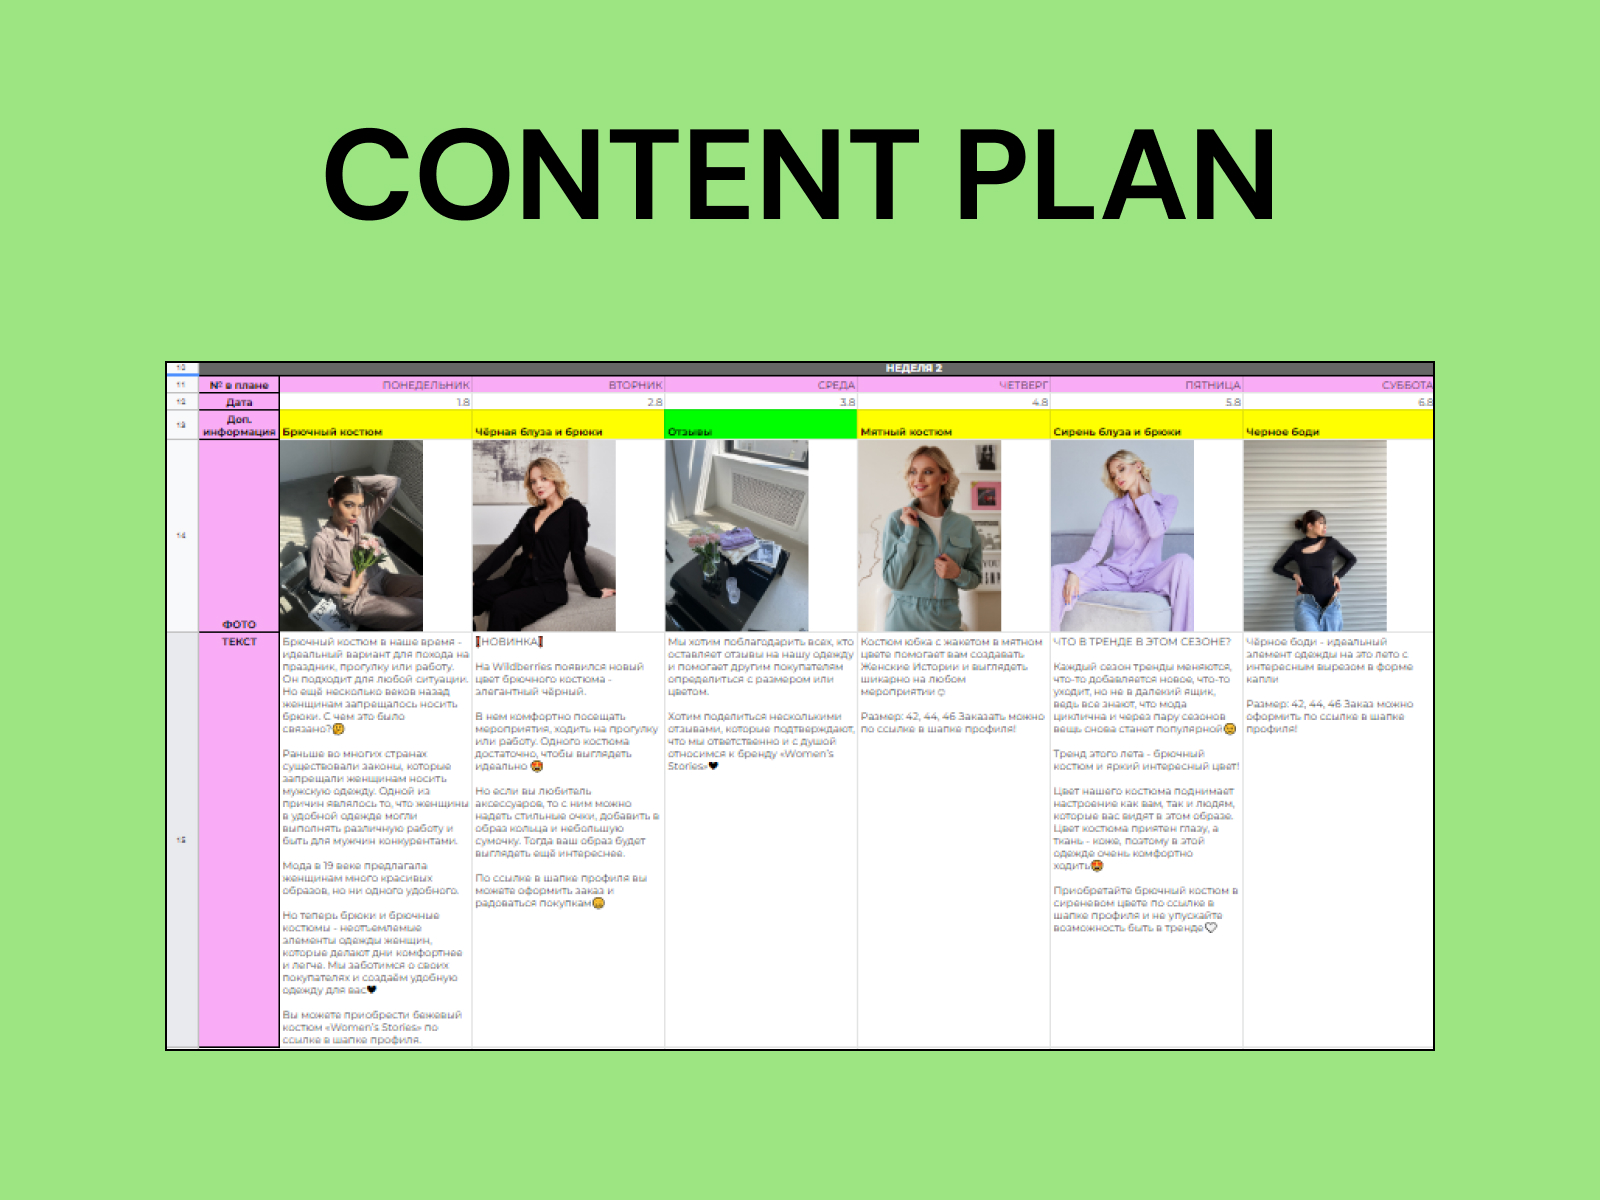 CONTENT PLAN
10
НЕДЕЛЯ 2
11
№ в плане
ПОНЕДЕЛЬНИК
ВТОРНИК
СРЕДА
ЧЕТВЕРГ
ПЯТНИЦА
СУББОТА
12
Дата
1.8
2.8
3.8
4.8
5.8
6.8
13
Доп.
информация
Брючный костюм
Чёрная блуза и брюки
Отзывы
Мятный костюм
Сирень блуза и брюки
Черное боди
14
ФОТО
15
ТЕКСТ
Брючный костюм в наше время -
идеальный вариант для похода на
праздник, прогулку или работу.
Он подходит для любой ситуации.
Но ещё несколько веков назад
женщинам запрещалось носить
брюки. С чем это было
связано?🤔
Раньше во многих странах
существовали законы, которые
запрещали женщинам носить
мужскую одежду. Одной из
причин являлось то, что женщины
в удобной одежде могли
выполнять различную работу и
быть для мужчин конкурентами.
Мода в 19 веке предлагала
женщинам много красивых
образов, но ни одного удобного.
Но теперь брюки и брючные
костюмы - неотъемлемые
элементы одежды женщин,
которые делают дни комфортнее
и легче. Мы заботимся о своих
покупателях и создаём удобную
одежду для вас🖤
Вы можете приобрести бежевый
костюм «Women's Stories» по
ссылке в шапке профиля.
❗НОВИНКА❗
На Wildberries появился новый
цвет брючного костюма -
элегантный чёрный.
В нем комфортно посещать
мероприятия, ходить на прогулку
или работу. Одного костюма
достаточно, чтобы выглядеть
идеально 😍
Но если вы любитель
аксессуаров, то с ним можно
надеть стильные очки, добавить в
образ кольца и небольшую
сумочку. Тогда ваш образ будет
выглядеть ещё интереснее.
По ссылке в шапке профиля вы
можете оформить заказ и
радоваться покупкам
Мы хотим поблагодарить всех, кто
оставляет отзывы на нашу одежду
и помогает другим покупателям
определиться с размером или
цветом.
Хотим поделиться несколькими
отзывами, которые подтверждают,
что мы ответственно и с душой
относимся к бренду «Women's
Stories»🖤
Костюм юбка с жакетом в мятном
цвете помогает вам создавать
Женские Истории и выглядеть
шикарно на любом
мероприятии
Размер: 42, 44, 46 Заказать можно
по ссылке в шапке профиля!
ЧТО В ТРЕНДЕ В ЭТОМ СЕЗОНЕ?
Каждый сезон тренды меняются,
что-то добавляется новое, что-то
уходит, но не в далекий ящик,
ведь все знают, что мода
циклична и через пару сезонов
вещь снова станет популярной
Тренд этого лета - брючный
костюм и яркий интересный цвет!
Цвет нашего костюма поднимает
настроение как вам, так и людям,
которые вас видят в этом образе.
Цвет костюма приятен глазу, а
ткань - коже, поэтому в этой
одежде очень комфортно
ходить😍
Приобретайте брючный костюм в
сиреневом цвете по ссылке в
шапке профиля и не упускайте
возможность быть в тренде🤍
Чёрное боди - идеальный
элемент одежды на это лето с
интересным вырезом в форме
капли
Размер: 42, 44, 46 Заказ можно
оформить по ссылке в шапке
профиля!